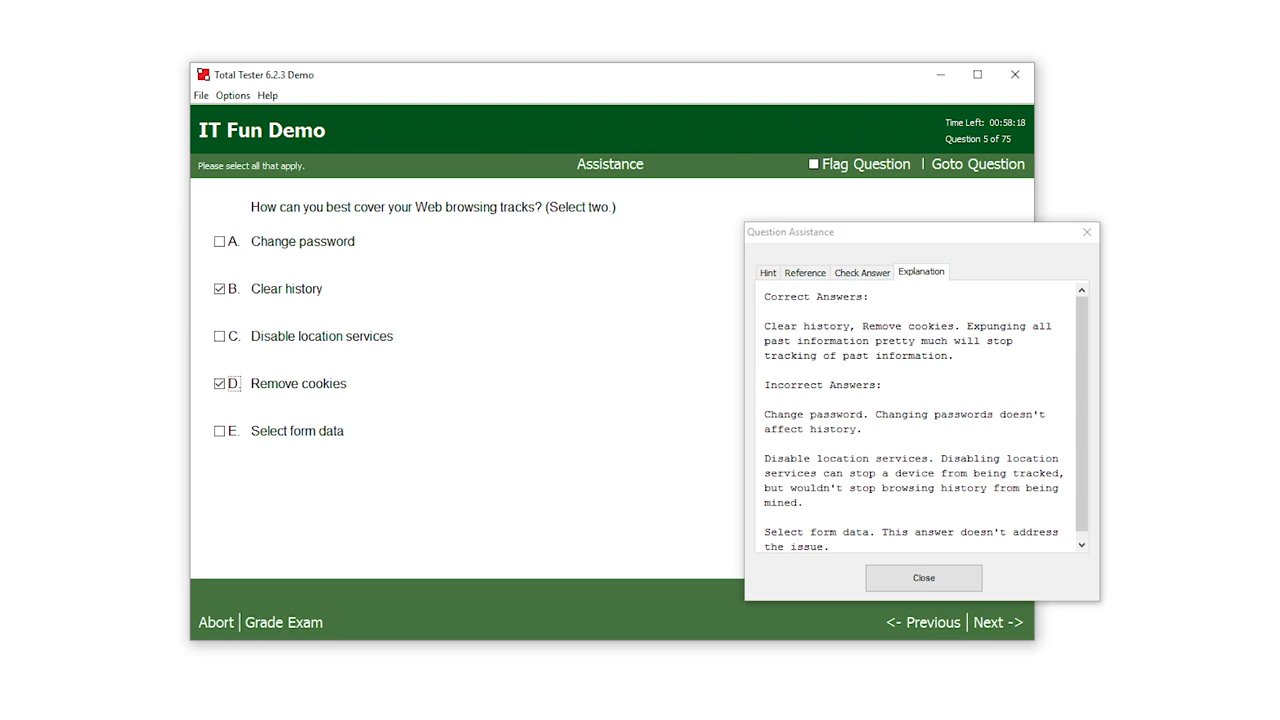 Total Tester 6.2.3 Demo
File Options Help
IT Fun Demo
Time Left: 00:58:18
Question 5 of 75
Please select all that apply.
Assistance
Flag Question | Goto Question
How can you best cover your Web browsing tracks? (Select two.)
A. Change password
B. Clear history
C. Disable location services
D. Remove cookies
E. Select form data
Question Assistance
Hint Reference Check Answer Explanation
Correct Answers:
Clear history, Remove cookies. Expunging all
past information pretty much will stop
tracking of past information.
Incorrect Answers:
Change password. Changing passwords doesn't
affect history.
Disable location services. Disabling location
services can stop a device from being tracked,
but wouldn't stop browsing history from being
mined.
Select form data. This answer doesn't address
the issue.
Close
Abort | Grade Exam
<- Previous | Next ->